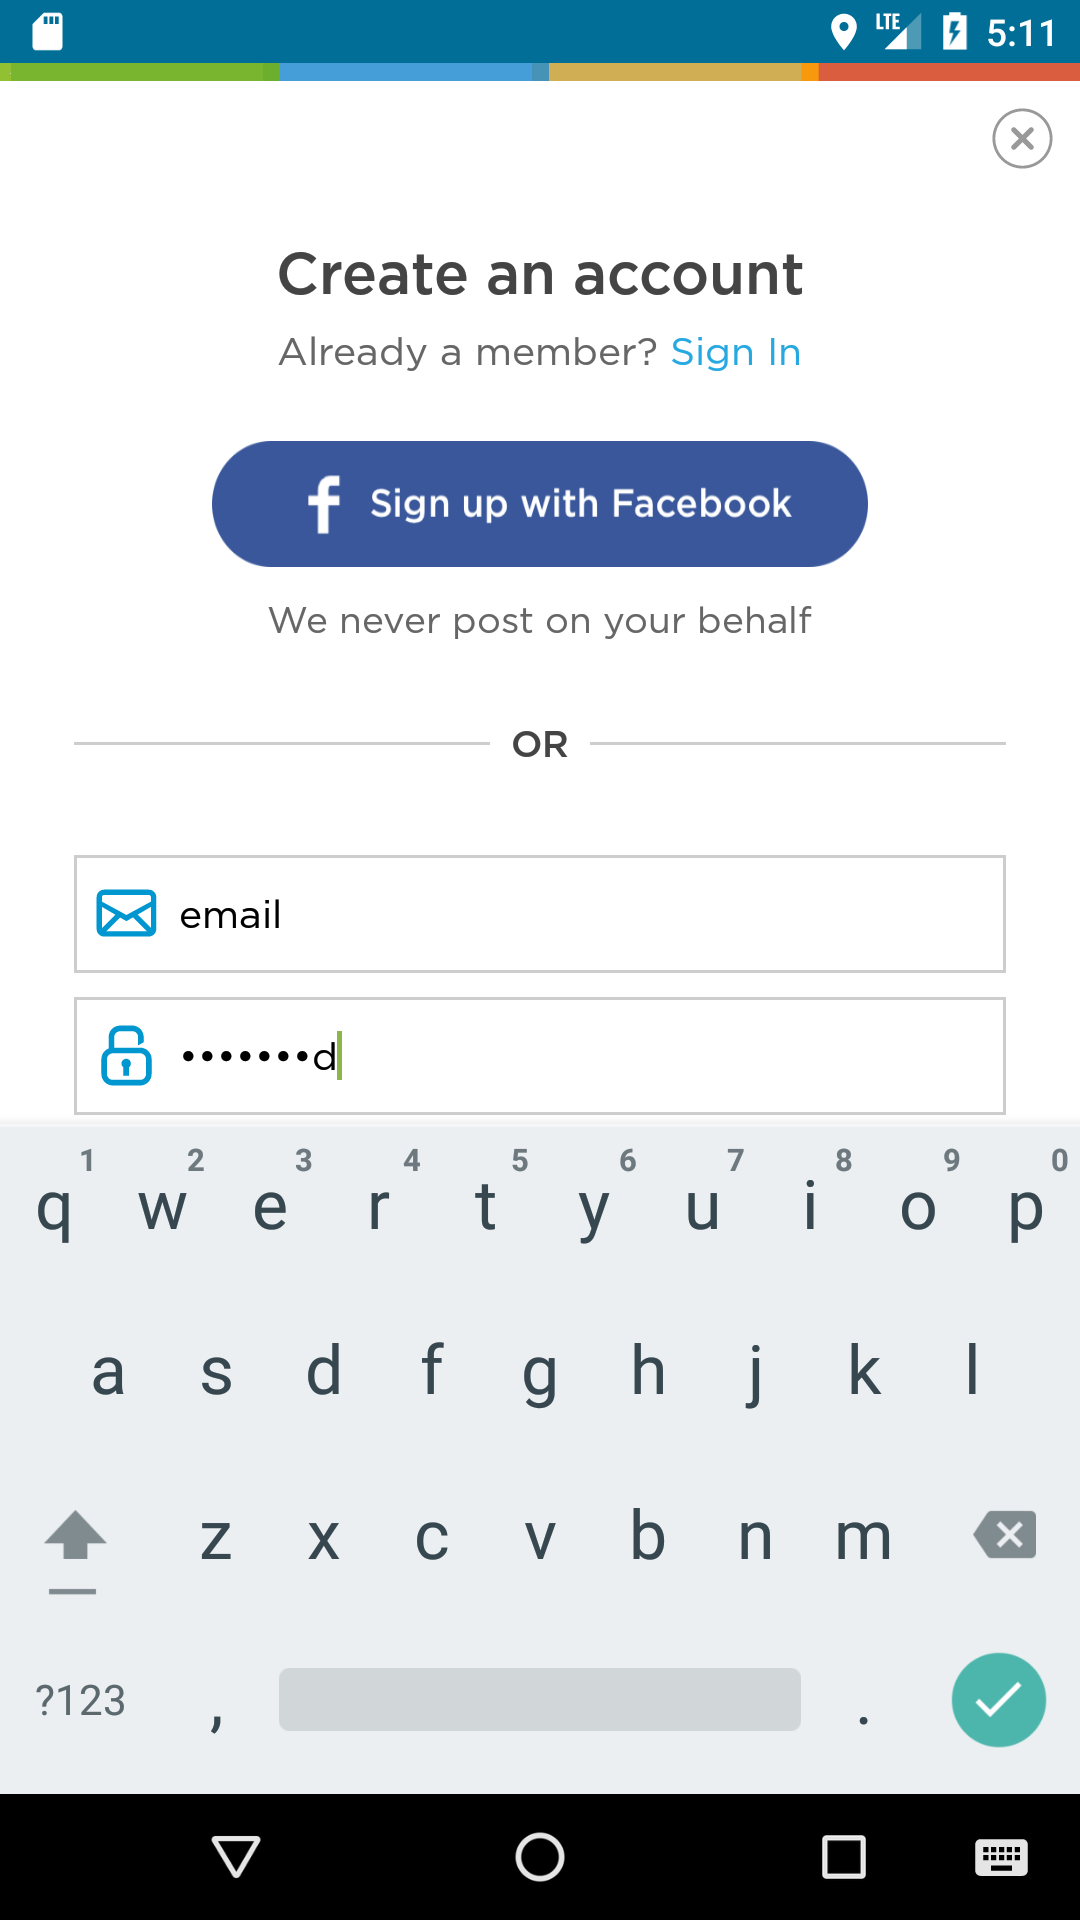 LTE 5:11
Create an account
Already a member? Sign In
f Sign up with Facebook
We never post on your behalf
OR
email
•••••••d
1 2 3 4 5 6 7 8 9 0
q w e r t y u i o p
a s d f g h j k l
z x c v b n m
?123 , .